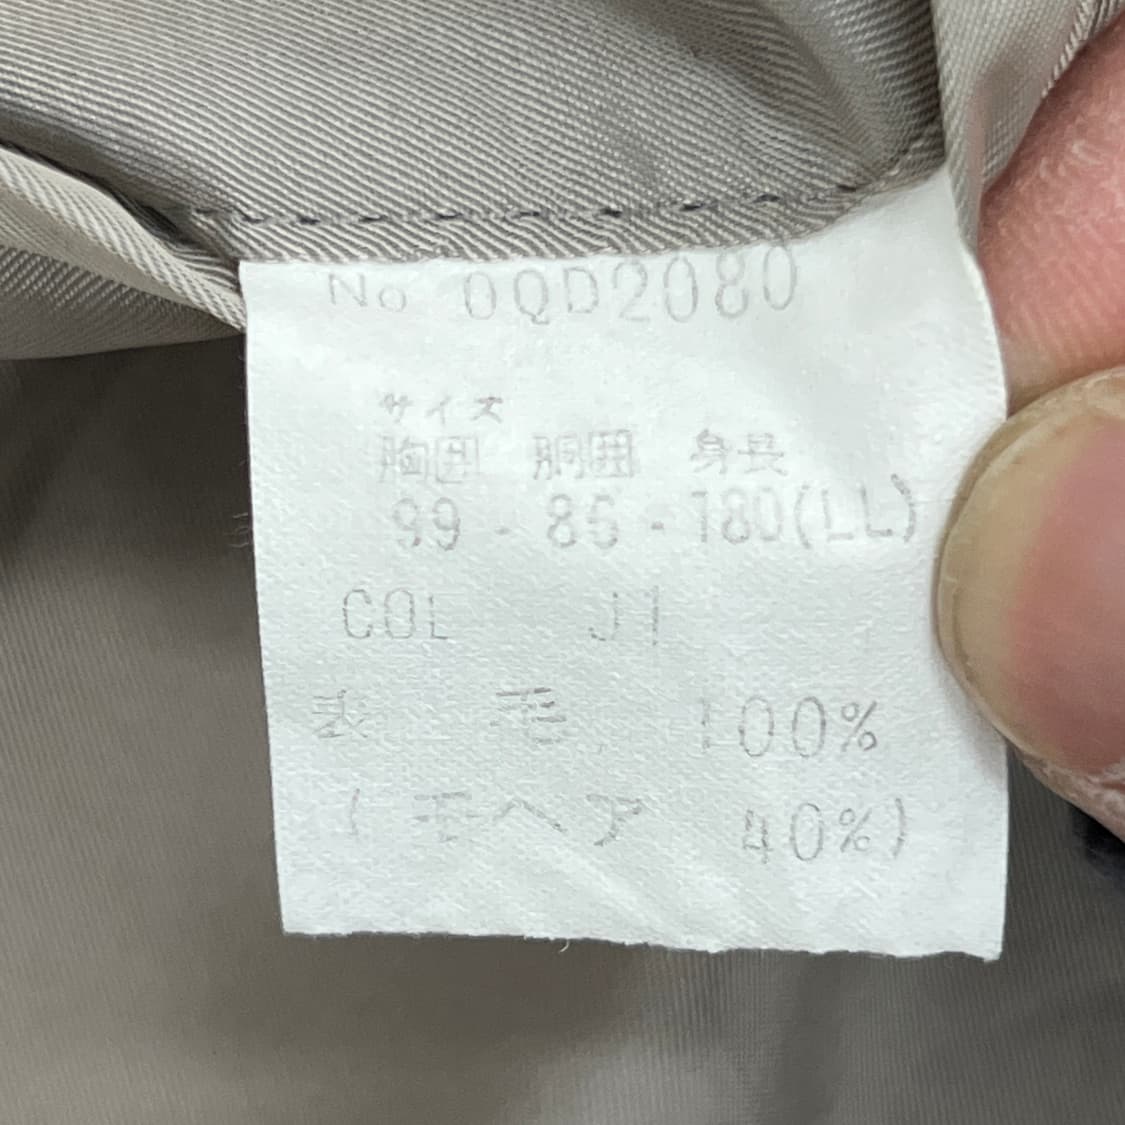 No 0QD2080
サイズ
胸囲 胴囲 身長
99 - 86 - 180(LL)
COL J1
表 毛 100%
(モヘア 40%)